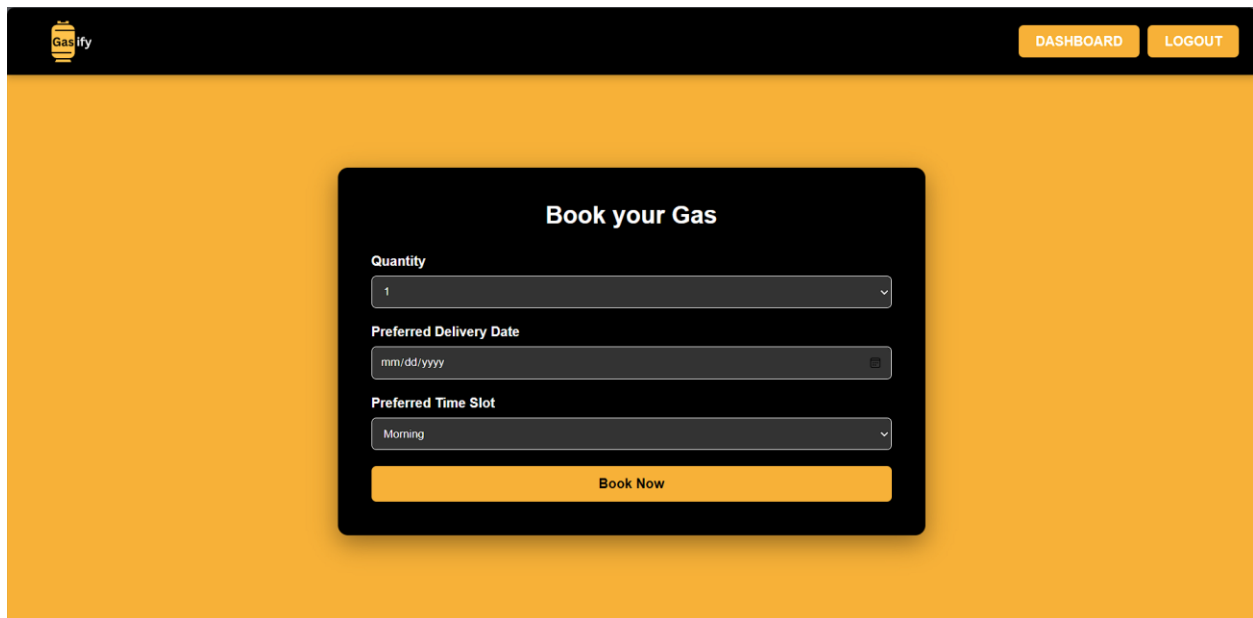 Gasify
DASHBOARD
LOGOUT
Book your Gas
Quantity
1
Preferred Delivery Date
mm/dd/yyyy
Preferred Time Slot
Morning
Book Now